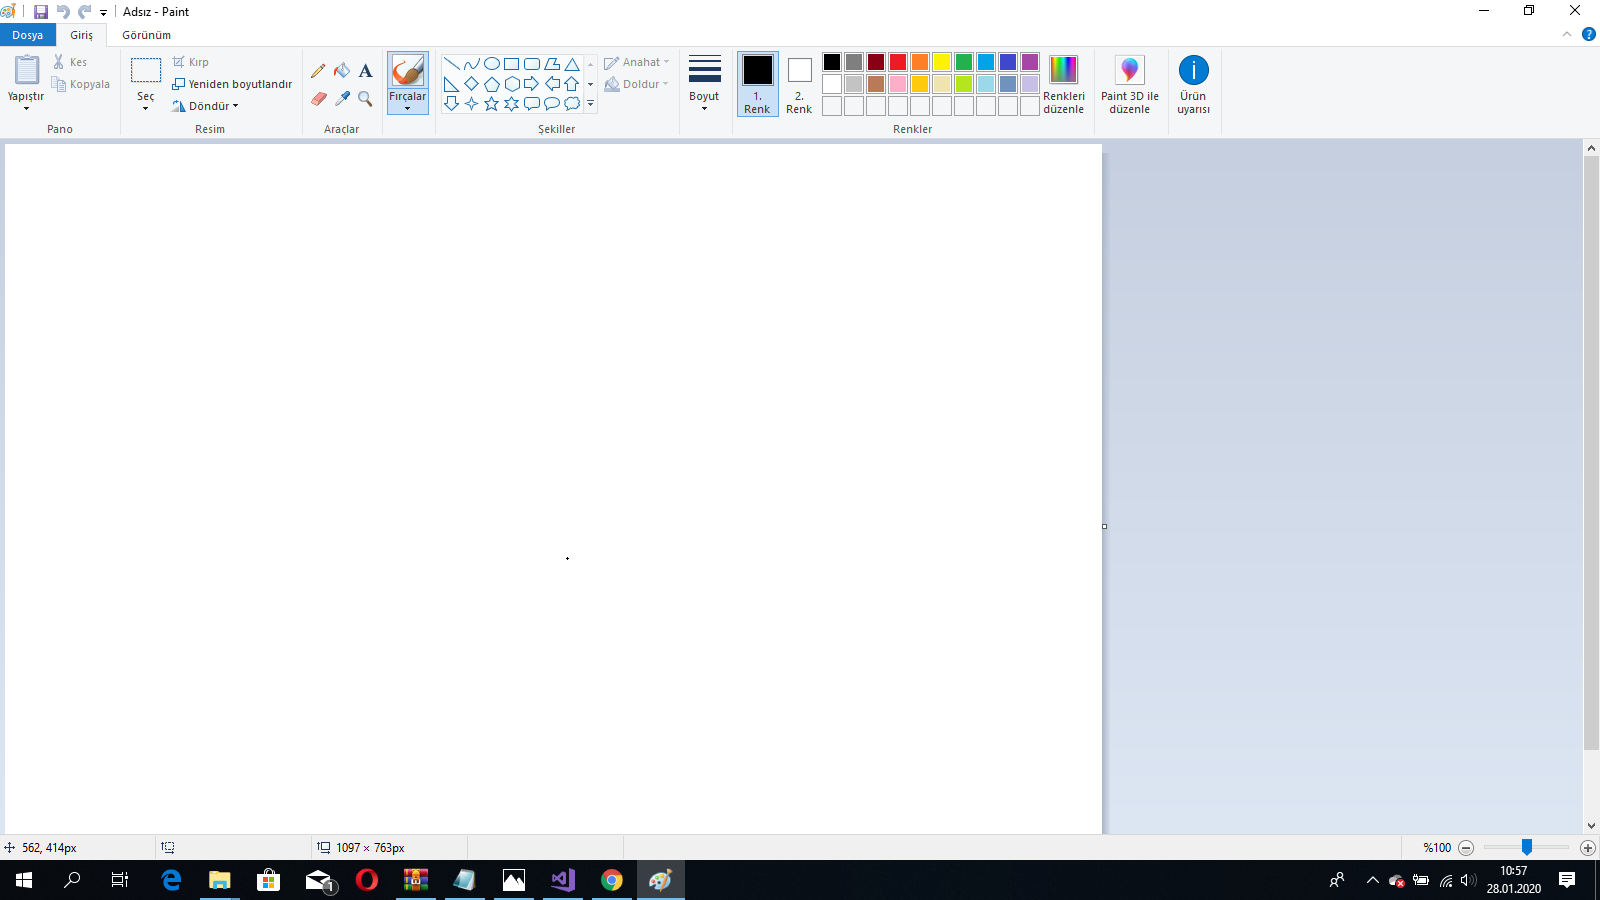 Adsız - Paint
Dosya
Giriş
Görünüm
Yapıştır
Kes
Kopyala
Pano
Seç
Kırp
Yeniden boyutlandır
Döndür
Resim
A
Araçlar
Fırçalar
Anahat
Doldur
Şekiller
Boyut
1.
Renk
2.
Renk
Renkleri
düzenle
Renkler
Paint 3D ile
düzenle
Ürün
uyarısı
562, 414px
1097 × 763px
%100
1
10:57
28.01.2020